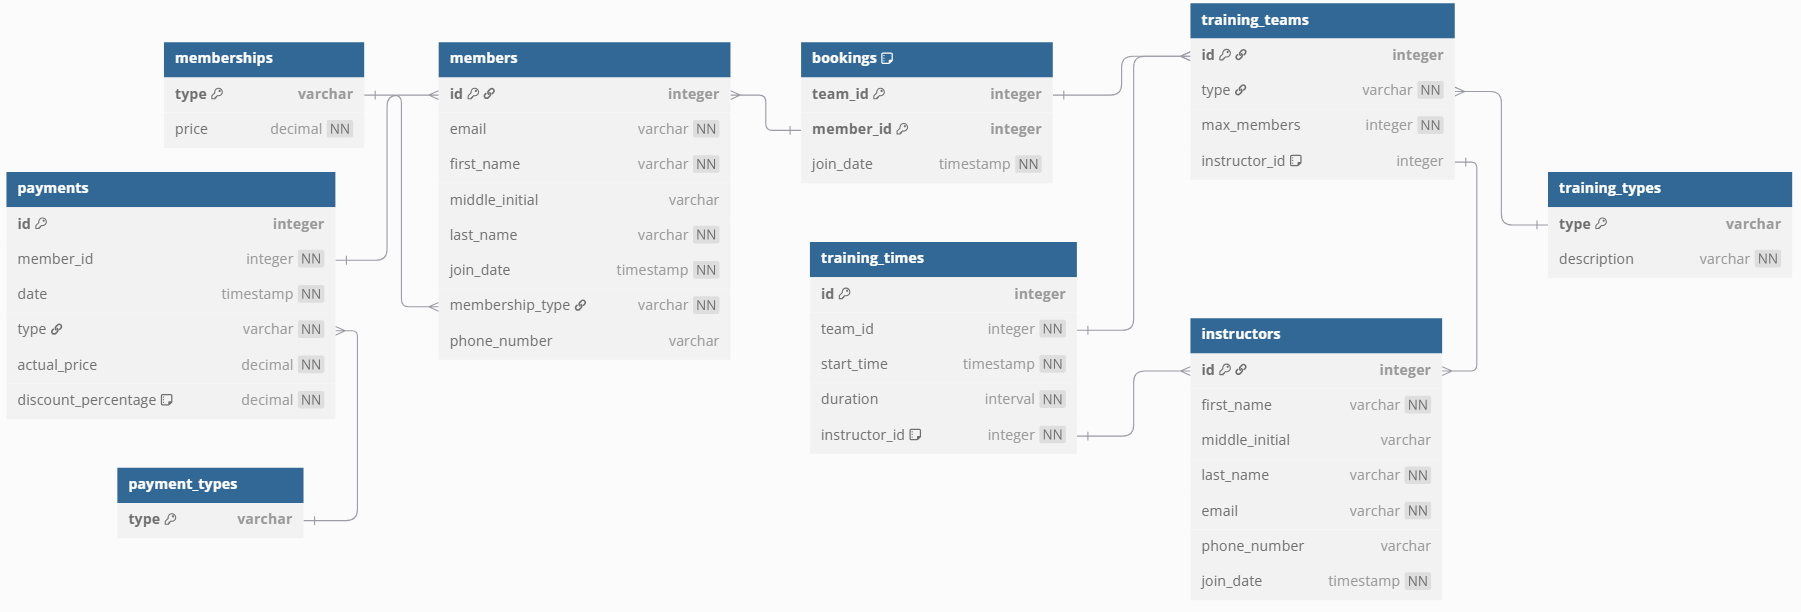 memberships
type varchar
price decimal NN
payments
id integer
member_id integer NN
date timestamp NN
type varchar NN
actual_price decimal NN
discount_percentage decimal NN
payment_types
type varchar
members
id integer
email varchar NN
first_name varchar NN
middle_initial varchar
last_name varchar NN
join_date timestamp NN
membership_type varchar NN
phone_number varchar
bookings
team_id integer
member_id integer
join_date timestamp NN
training_times
id integer
team_id integer NN
start_time timestamp NN
duration interval NN
instructor_id integer NN
training_teams
id integer
type varchar NN
max_members integer NN
instructor_id integer
instructors
id integer
first_name varchar NN
middle_initial varchar
last_name varchar NN
email varchar NN
phone_number varchar
join_date timestamp NN
training_types
type varchar
description varchar NN